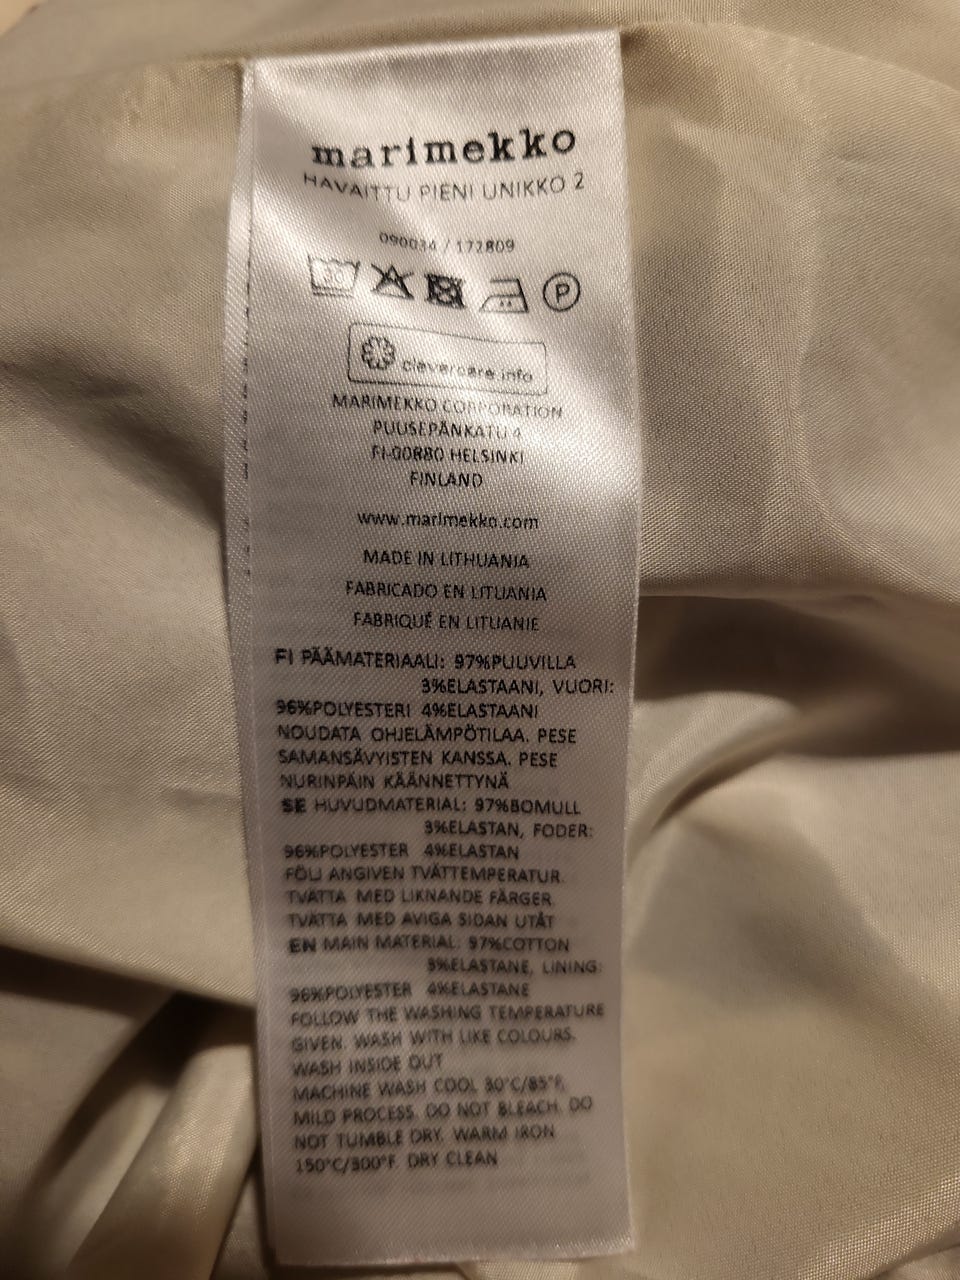 marimekko
HAVAITTU PIENI UNIKKO 2
090034 / 172809
30
P
clevercare.info
MARIMEKKO CORPORATION
PUUSEPÄNKATU 4
FI-00880 HELSINKI
FINLAND
www.marimekko.com
MADE IN LITHUANIA
FABRICADO EN LITUANIA
FABRIQUÉ EN LITUANIE
FI PÄÄMATERIAALI: 97%PUUVILLA
3%ELASTAANI, VUORI:
96%POLYESTERI 4%ELASTAANI
NOUDATA OHJELÄMPÖTILAA. PESE
SAMANSÄVYISTEN KANSSA. PESE
NURINPÄIN KÄÄNNETTYNÄ
SE HUVUDMATERIAL: 97%BOMULL
3%ELASTAN, FODER:
96%POLYESTER 4%ELASTAN
FÖLJ ANGIVEN TVÄTTEMPERATUR.
TVÄTTA MED LIKNANDE FÄRGER.
TVÄTTA MED AVIGA SIDAN UTÅT
EN MAIN MATERIAL: 97%COTTON
3%ELASTANE, LINING:
96%POLYESTER 4%ELASTANE
FOLLOW THE WASHING TEMPERATURE
GIVEN. WASH WITH LIKE COLOURS.
WASH INSIDE OUT
MACHINE WASH COOL 30°C/85°F,
MILD PROCESS. DO NOT BLEACH. DO
NOT TUMBLE DRY. WARM IRON
150°C/300°F. DRY CLEAN